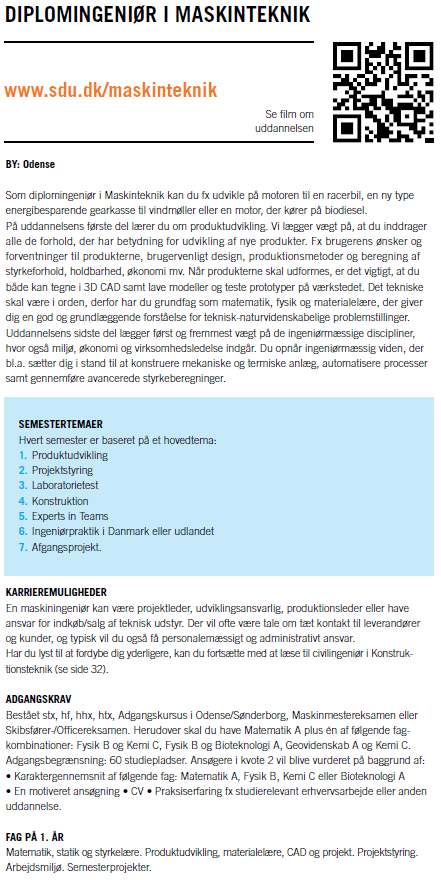 DIPLOMINGENIØR I MASKINTEKNIK
www.sdu.dk/maskinteknik
Se film om
uddannelsen
BY: Odense
Som diplomingeniør i Maskinteknik kan du fx udvikle på motoren til en racerbil, en ny type
energibesparende gearkasse til vindmøller eller en motor, der kører på biodiesel.
På uddannelsens første del lærer du om produktudvikling. Vi lægger vægt på, at du inddrager
alle de forhold, der har betydning for udvikling af nye produkter. Fx brugerens ønsker og
forventninger til produkterne, brugervenligt design, produktionsmetoder og beregning af
styrkeforhold, holdbarhed, økonomi mv. Når produkterne skal udformes, er det vigtigt, at du
både kan tegne i 3D CAD samt lave modeller og teste prototyper på værkstedet. Det tekniske
skal være i orden, derfor har du grundfag som matematik, fysik og materialelære, der giver
dig en god og grundlæggende forståelse for teknisk-naturvidenskabelige problemstillinger.
Uddannelsens sidste del lægger først og fremmest vægt på de ingeniørmæssige discipliner,
hvor også miljø, økonomi og virksomhedsledelse indgår. Du opnår ingeniørmæssig viden, der
bl.a. sætter dig i stand til at konstruere mekaniske og termiske anlæg, automatisere processer
samt gennemføre avancerede styrkeberegninger.
SEMESTERTEMAER
Hvert semester er baseret på et hovedtema:
1. Produktudvikling
2. Projektstyring
3. Laboratorietest
4. Konstruktion
5. Experts in Teams
6. Ingeniørpraktik i Danmark eller udlandet
7. Afgangsprojekt.
KARRIEREMULIGHEDER
En maskiningeniør kan være projektleder, udviklingsansvarlig, produktionsleder eller have
ansvar for indkøb/salg af teknisk udstyr. Der vil ofte være tale om tæt kontakt til leverandører
og kunder, og typisk vil du også få personalemæssigt og administrativt ansvar.
Har du lyst til at fordybe dig yderligere, kan du fortsætte med at læse til civilingeniør i Konstruk-
tionsteknik (se side 32).
ADGANGSKRAV
Bestået stx, hf, hhx, htx, Adgangskursus i Odense/Sønderborg, Maskinmestereksamen eller
Skibsfører-/Officereksamen. Herudover skal du have Matematik A plus én af følgende fag-
kombinationer: Fysik B og Kemi C, Fysik B og Bioteknologi A, Geovidenskab A og Kemi C.
Adgangsbegrænsning: 60 studiepladser. Ansøgere i kvote 2 vil blive vurderet på baggrund af:
• Karaktergennemsnit af følgende fag: Matematik A, Fysik B, Kemi C eller Bioteknologi A
• En motiveret ansøgning • CV • Praksiserfaring fx studierelevant erhvervsarbejde eller anden
uddannelse.
FAG PÅ 1. ÅR
Matematik, statik og styrkelære. Produktudvikling, materialelære, CAD og projekt. Projektstyring.
Arbejdsmiljø. Semesterprojekter.